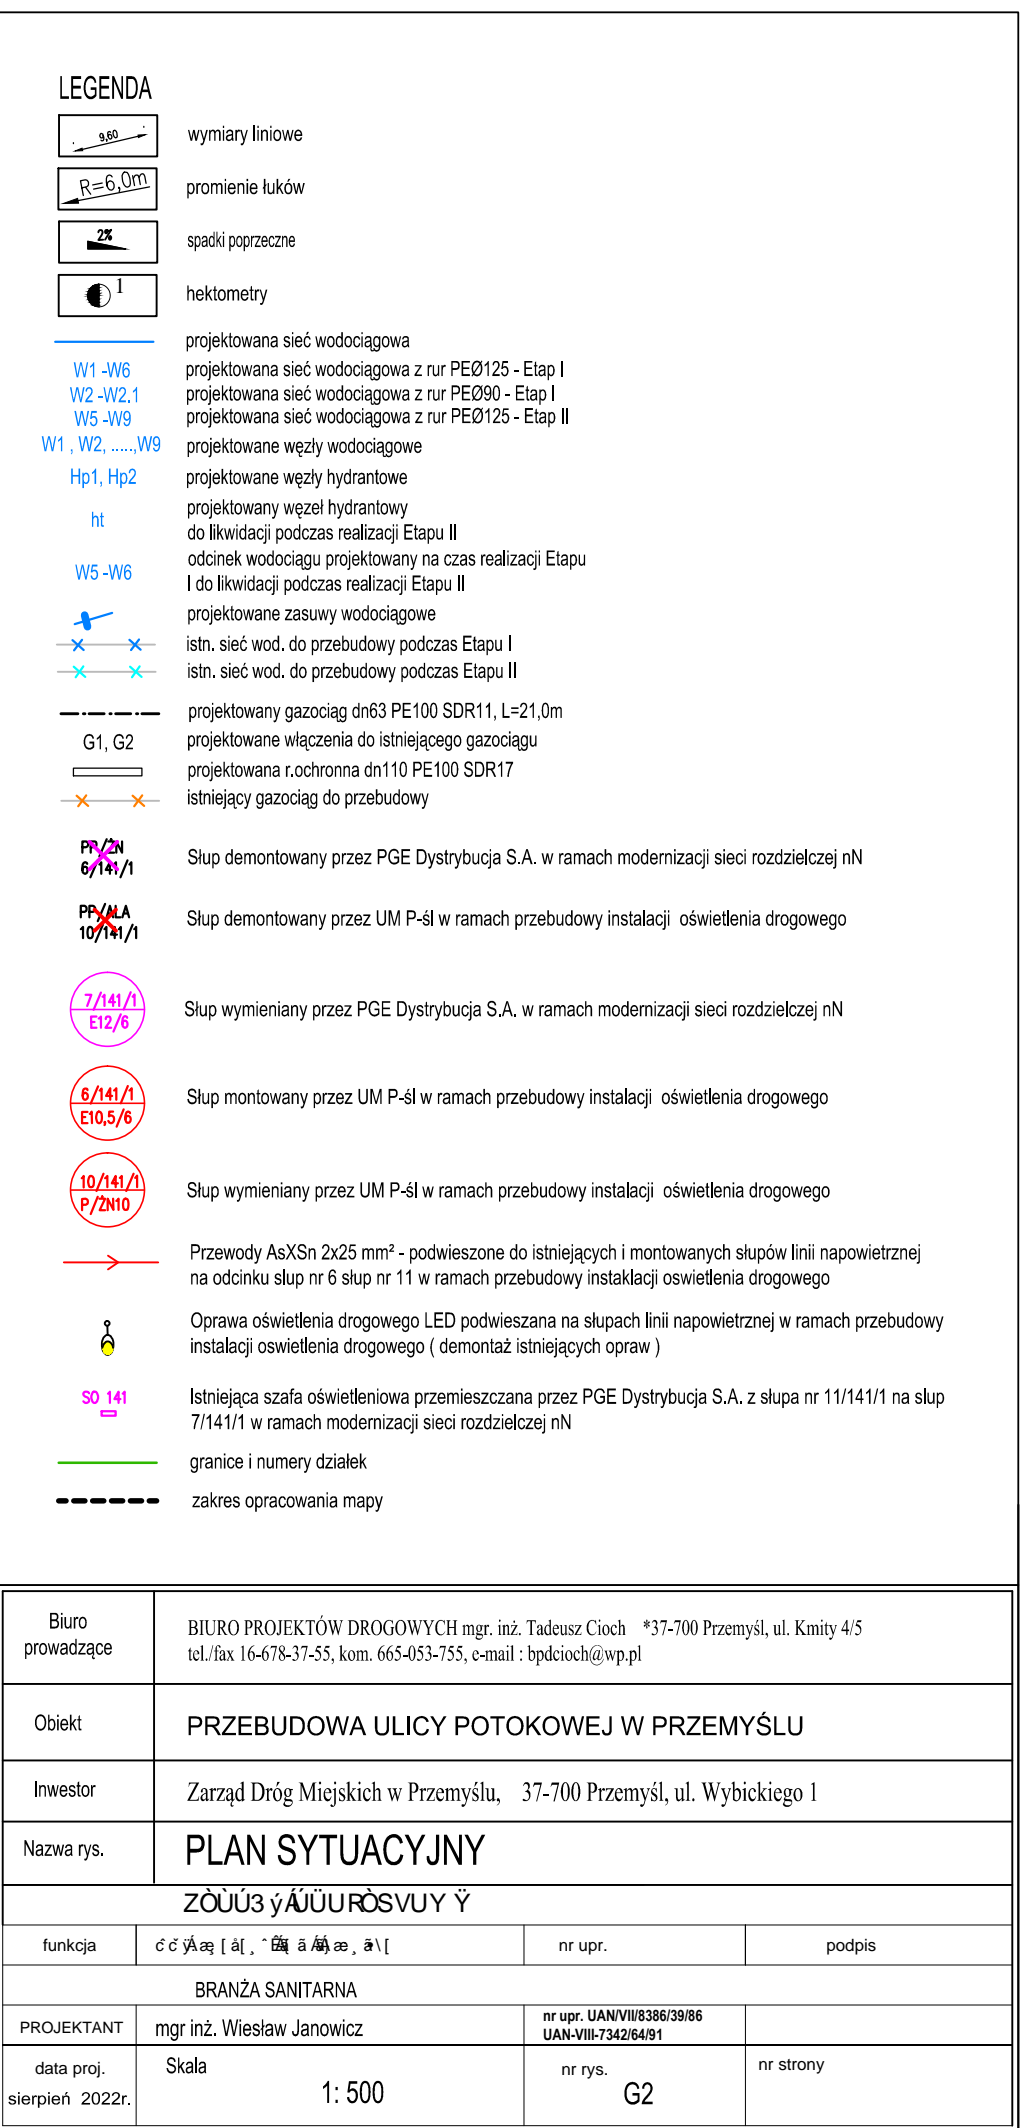 LEGENDA
9,60 wymiary liniowe
R=6,0m promienie łuków
2% spadki poprzeczne
1 hektometry
projektowana sieć wodociągowa
W1 -W6 projektowana sieć wodociągowa z rur PEØ125 - Etap I
W2 -W2.1 projektowana sieć wodociągowa z rur PEØ90 - Etap I
W5 -W9 projektowana sieć wodociągowa z rur PEØ125 - Etap II
W1 , W2, .....,W9 projektowane węzły wodociągowe
Hp1, Hp2 projektowane węzły hydrantowe
ht projektowany węzeł hydrantowy
do likwidacji podczas realizacji Etapu II
W5 -W6 odcinek wodociągu projektowany na czas realizacji Etapu
I do likwidacji podczas realizacji Etapu II
projektowane zasuwy wodociągowe
istn. sieć wod. do przebudowy podczas Etapu I
istn. sieć wod. do przebudowy podczas Etapu II
projektowany gazociąg dn63 PE100 SDR11, L=21,0m
G1, G2 projektowane włączenia do istniejącego gazociągu
projektowana r.ochronna dn110 PE100 SDR17
istniejący gazociąg do przebudowy
PP/ŻN
6/141/1
Słup demontowany przez PGE Dystrybucja S.A. w ramach modernizacji sieci rozdzielczej nN
PP/ALA
10/141/1
Słup demontowany przez UM P-śl w ramach przebudowy instalacji oświetlenia drogowego
7/141/1
E12/6
Słup wymieniany przez PGE Dystrybucja S.A. w ramach modernizacji sieci rozdzielczej nN
6/141/1
E10,5/6
Słup montowany przez UM P-śl w ramach przebudowy instalacji oświetlenia drogowego
10/141/1
P/ŻN10
Słup wymieniany przez UM P-śl w ramach przebudowy instalacji oświetlenia drogowego
Przewody AsXSn 2x25 mm² - podwieszone do istniejących i montowanych słupów linii napowietrznej
na odcinku slup nr 6 słup nr 11 w ramach przebudowy instaklacji oswietlenia drogowego
Oprawa oświetlenia drogowego LED podwieszana na słupach linii napowietrznej w ramach przebudowy
instalacji oswietlenia drogowego ( demontaż istniejących opraw )
SO 141
Istniejąca szafa oświetleniowa przemieszczana przez PGE Dystrybucja S.A. z słupa nr 11/141/1 na slup
7/141/1 w ramach modernizacji sieci rozdzielczej nN
granice i numery działek
zakres opracowania mapy
Biuro
prowadzące
BIURO PROJEKTÓW DROGOWYCH mgr. inż. Tadeusz Cioch *37-700 Przemyśl, ul. Kmity 4/5
tel./fax 16-678-37-55, kom. 665-053-755, e-mail : bpdcioch@wp.pl
Obiekt PRZEBUDOWA ULICY POTOKOWEJ W PRZEMYŚLU
Inwestor Zarząd Dróg Miejskich w Przemyślu, 37-700 Przemyśl, ul. Wybickiego 1
Nazwa rys. PLAN SYTUACYJNY
funkcja nr upr. podpis
BRANŻA SANITARNA
PROJEKTANT mgr inż. Wiesław Janowicz
nr upr. UAN/VII/8386/39/86
UAN-VIII-7342/64/91
data proj.
sierpień 2022r.
Skala
1: 500
nr rys.
G2
nr strony